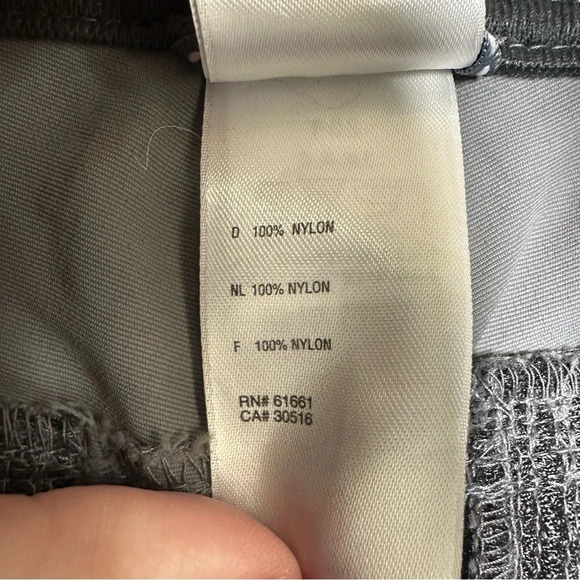 D 100% NYLON
NL 100% NYLON
F 100% NYLON
RN# 61661
CA# 30516